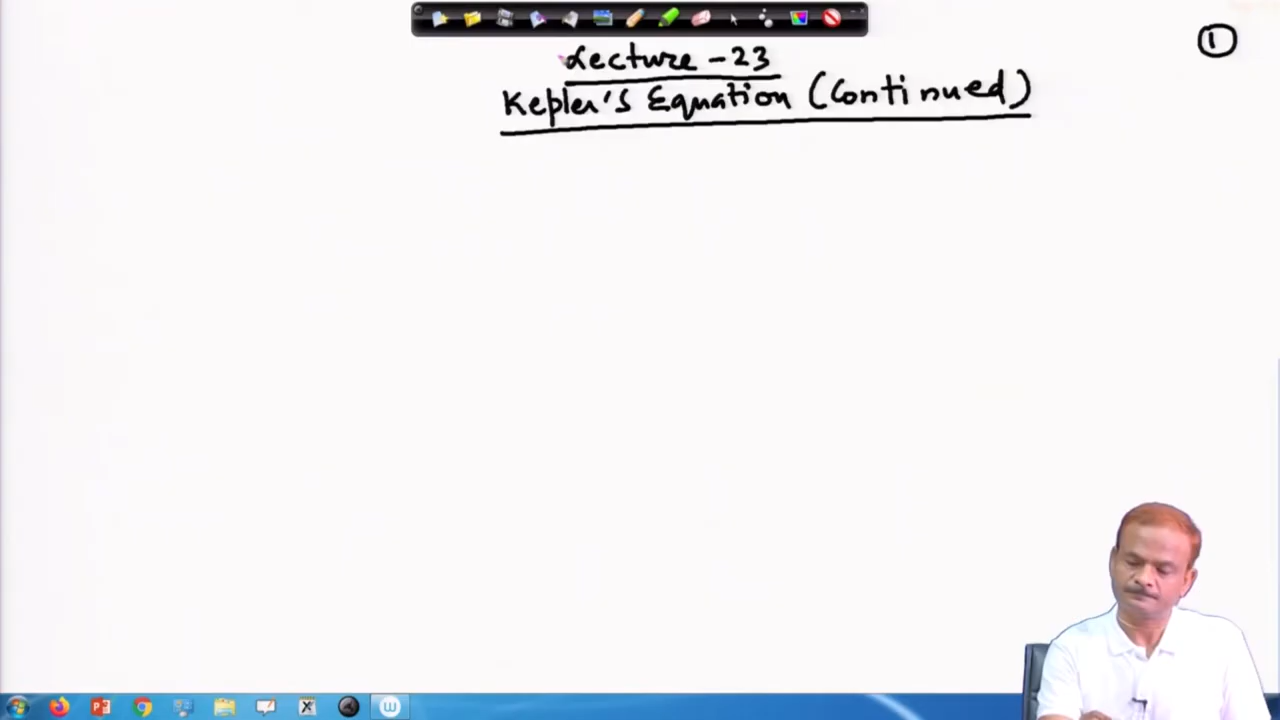 ①
Lecture - 23
Kepler's Equation (Continued)